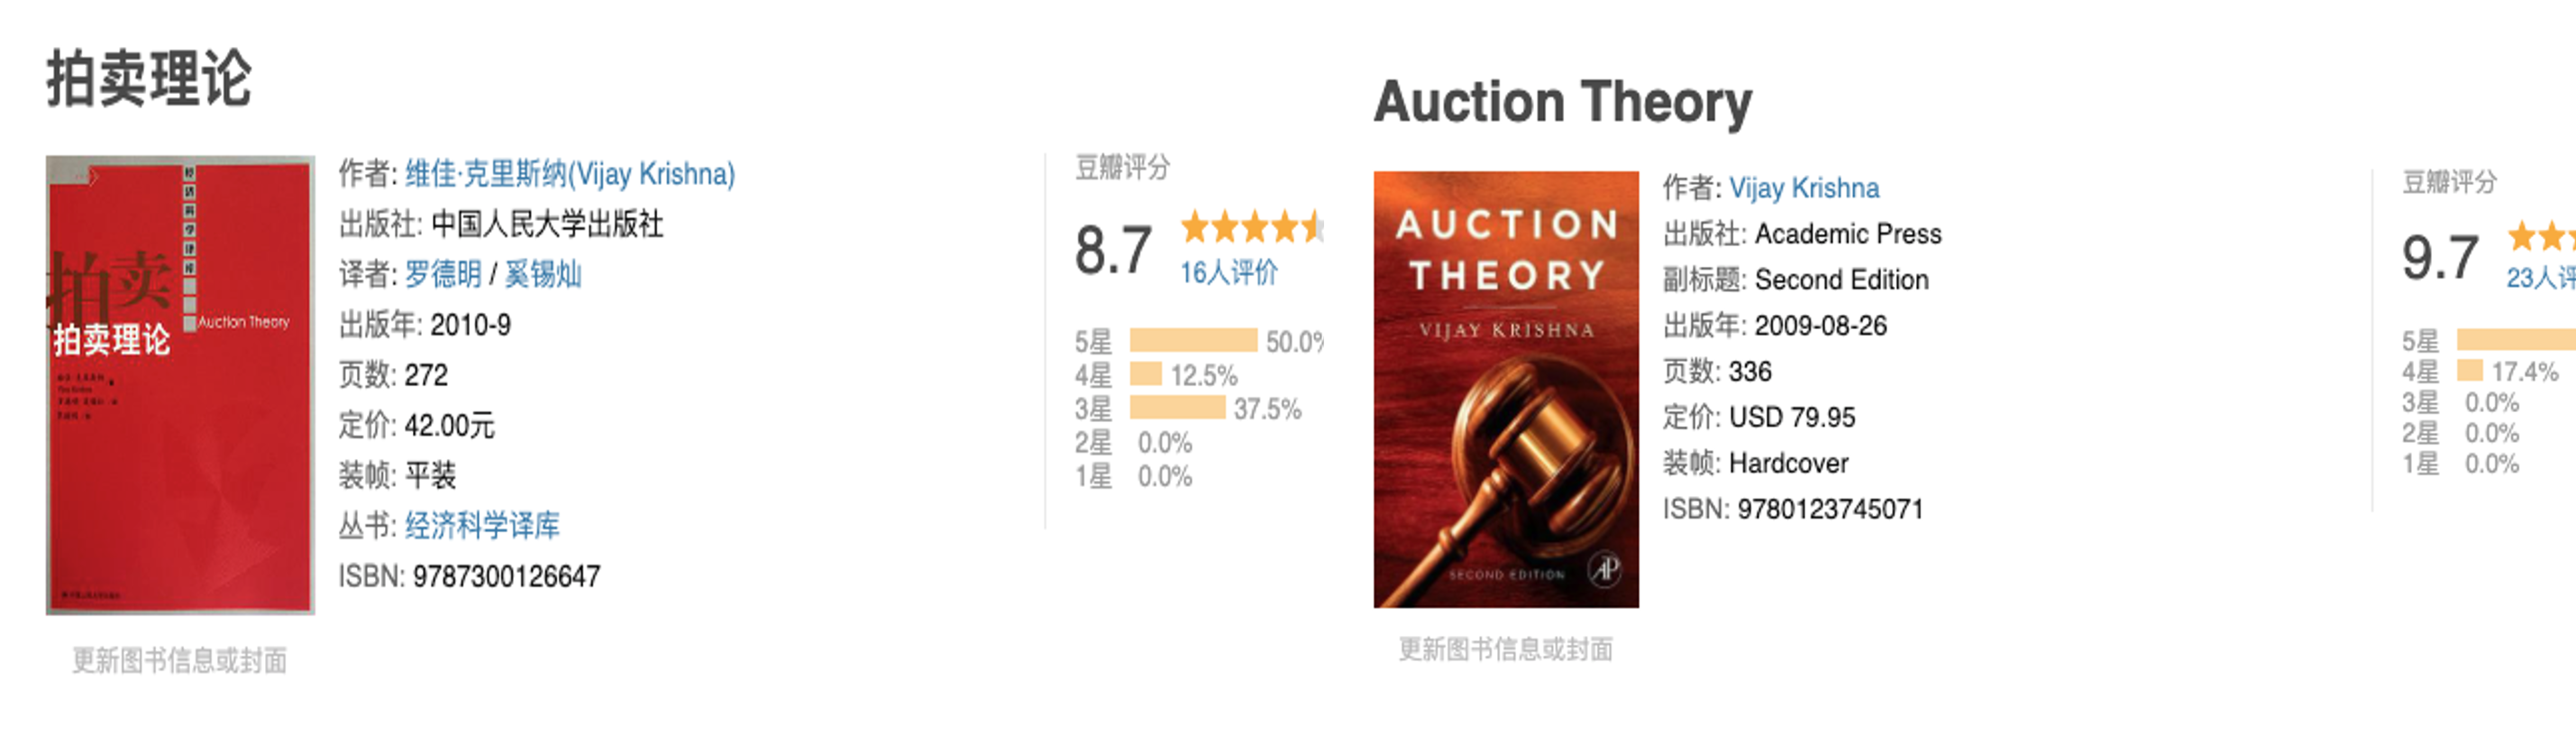 拍卖理论
经济科学译库
拍卖
Auction Theory
拍卖理论
作者: 维佳·克里斯纳(Vijay Krishna)
出版社: 中国人民大学出版社
译者: 罗德明 / 奚锡灿
出版年: 2010-9
页数: 272
定价: 42.00元
装帧: 平装
丛书: 经济科学译库
ISBN: 9787300126647
更新图书信息或封面
豆瓣评分
8.7
16人评价
5星 50.0%
4星 12.5%
3星 37.5%
2星 0.0%
1星 0.0%
Auction Theory
AUCTION
THEORY
VIJAY KRISHNA
SECOND EDITION
AP
作者: Vijay Krishna
出版社: Academic Press
副标题: Second Edition
出版年: 2009-08-26
页数: 336
定价: USD 79.95
装帧: Hardcover
ISBN: 9780123745071
更新图书信息或封面
豆瓣评分
9.7
23人评
5星
4星 17.4%
3星 0.0%
2星 0.0%
1星 0.0%